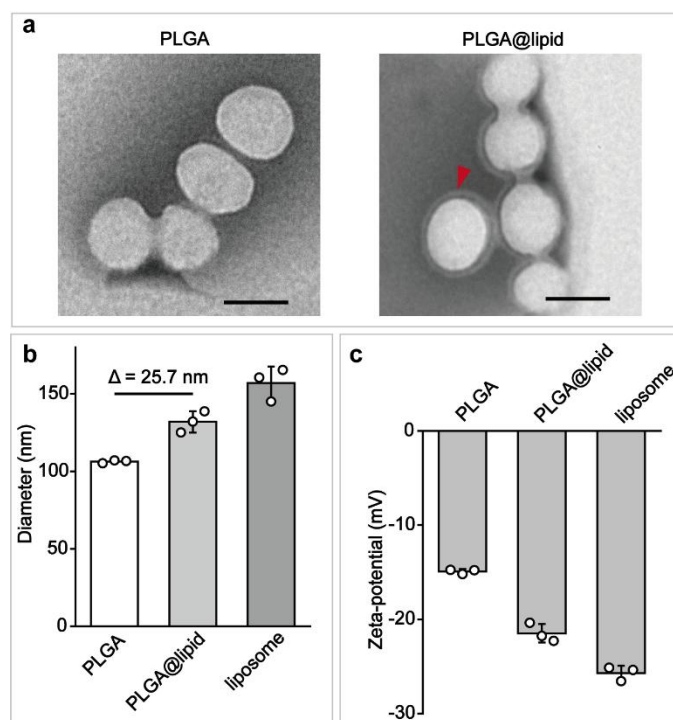 a
PLGA
PLGA@lipid
b
Δ = 25.7 nm
150
100
50
0
Diameter (nm)
PLGA
PLGA@lipid
liposome
c
PLGA
PLGA@lipid
liposome
0
-10
-20
-30
Zeta-potential (mV)